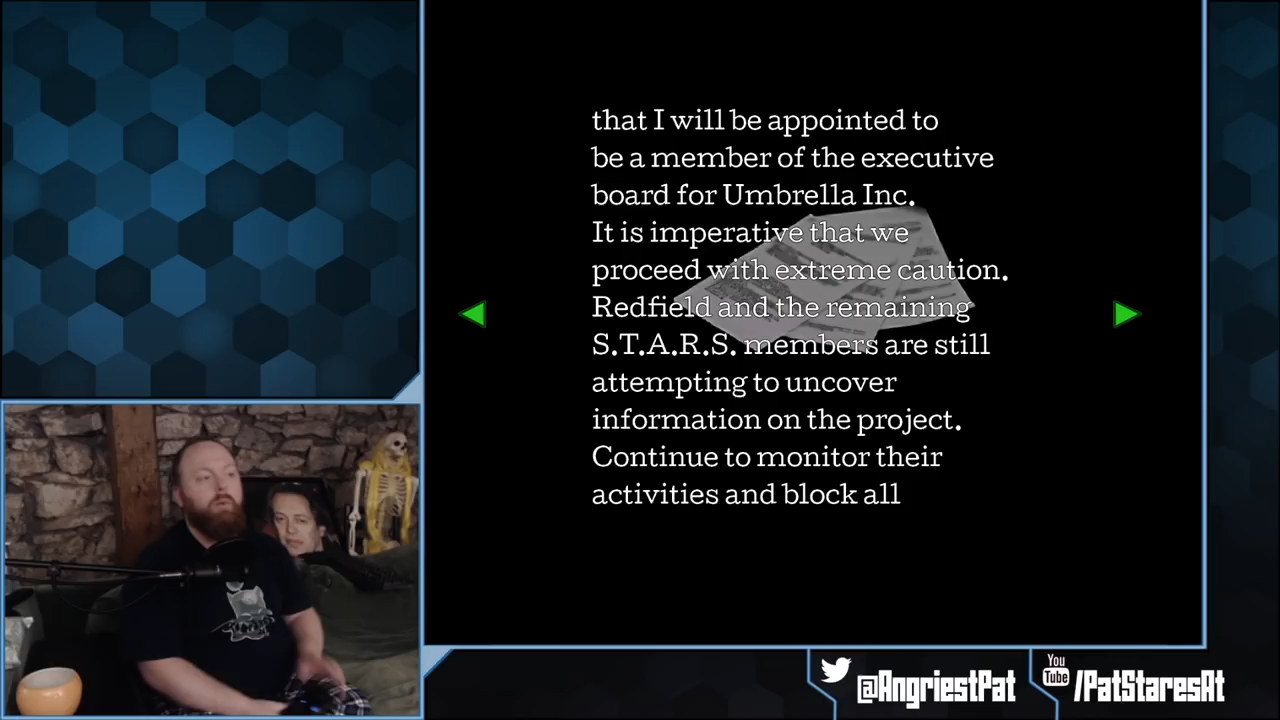 that I will be appointed to
be a member of the executive
board for Umbrella Inc.
It is imperative that we
proceed with extreme caution.
Redfield and the remaining
S.T.A.R.S. members are still
attempting to uncover
information on the project.
Continue to monitor their
activities and block all
@AngriestPat
You
Tube
/PatStaresAt